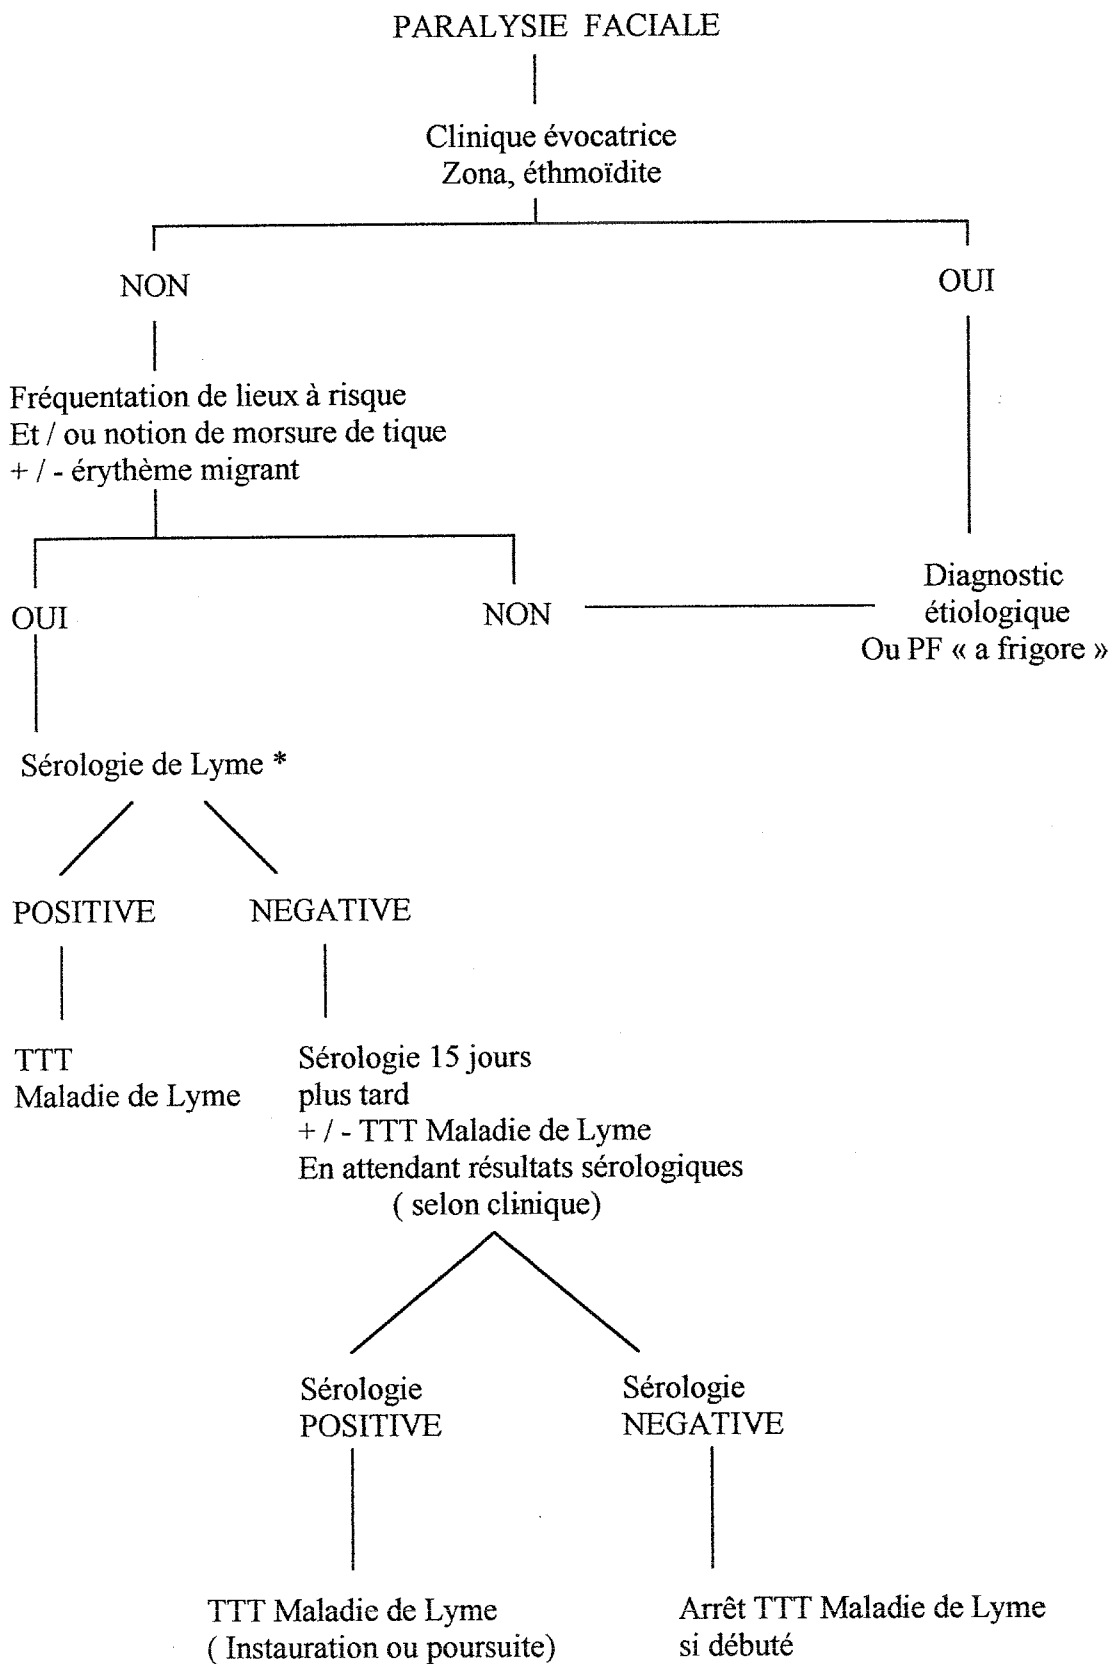 PARALYSIE FACIALE
Clinique évocatrice
Zona, éthmoïdite
NON
OUI
Fréquentation de lieux à risque
Et / ou notion de morsure de tique
+ / - érythème migrant
OUI
NON
Diagnostic
étiologique
Ou PF « a frigore »
Sérologie de Lyme *
POSITIVE
NEGATIVE
TTT
Maladie de Lyme
Sérologie 15 jours
plus tard
+ / - TTT Maladie de Lyme
En attendant résultats sérologiques
( selon clinique)
Sérologie
POSITIVE
Sérologie
NEGATIVE
TTT Maladie de Lyme
( Instauration ou poursuite)
Arrêt TTT Maladie de Lyme
si débuté